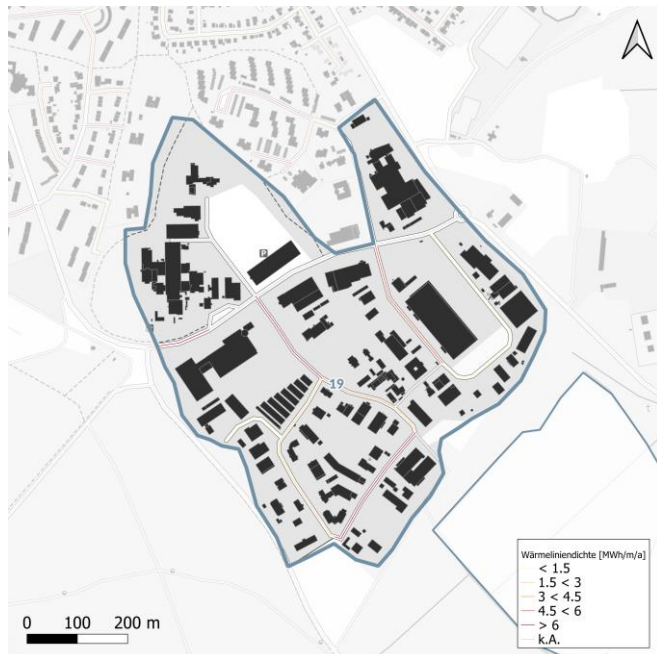 P
19
Wärmeliniendichte [MWh/m/a]
< 1.5
1.5 < 3
3 < 4.5
4.5 < 6
> 6
k.A.
0 100 200 m